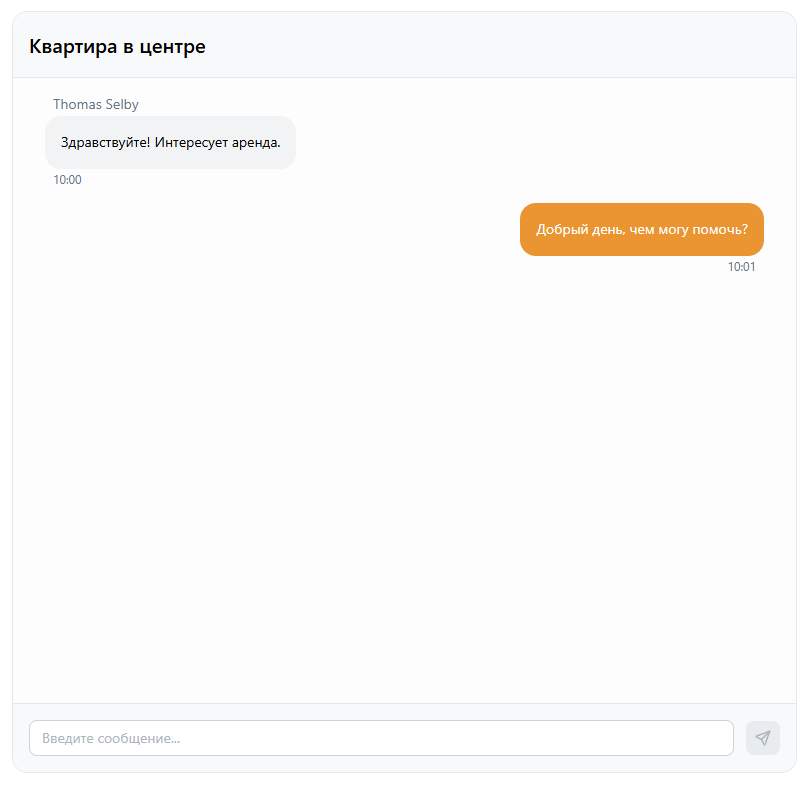 Квартира в центре
Thomas Selby
Здравствуйте! Интересует аренда.
10:00
Добрый день, чем могу помочь?
10:01
Введите сообщение...